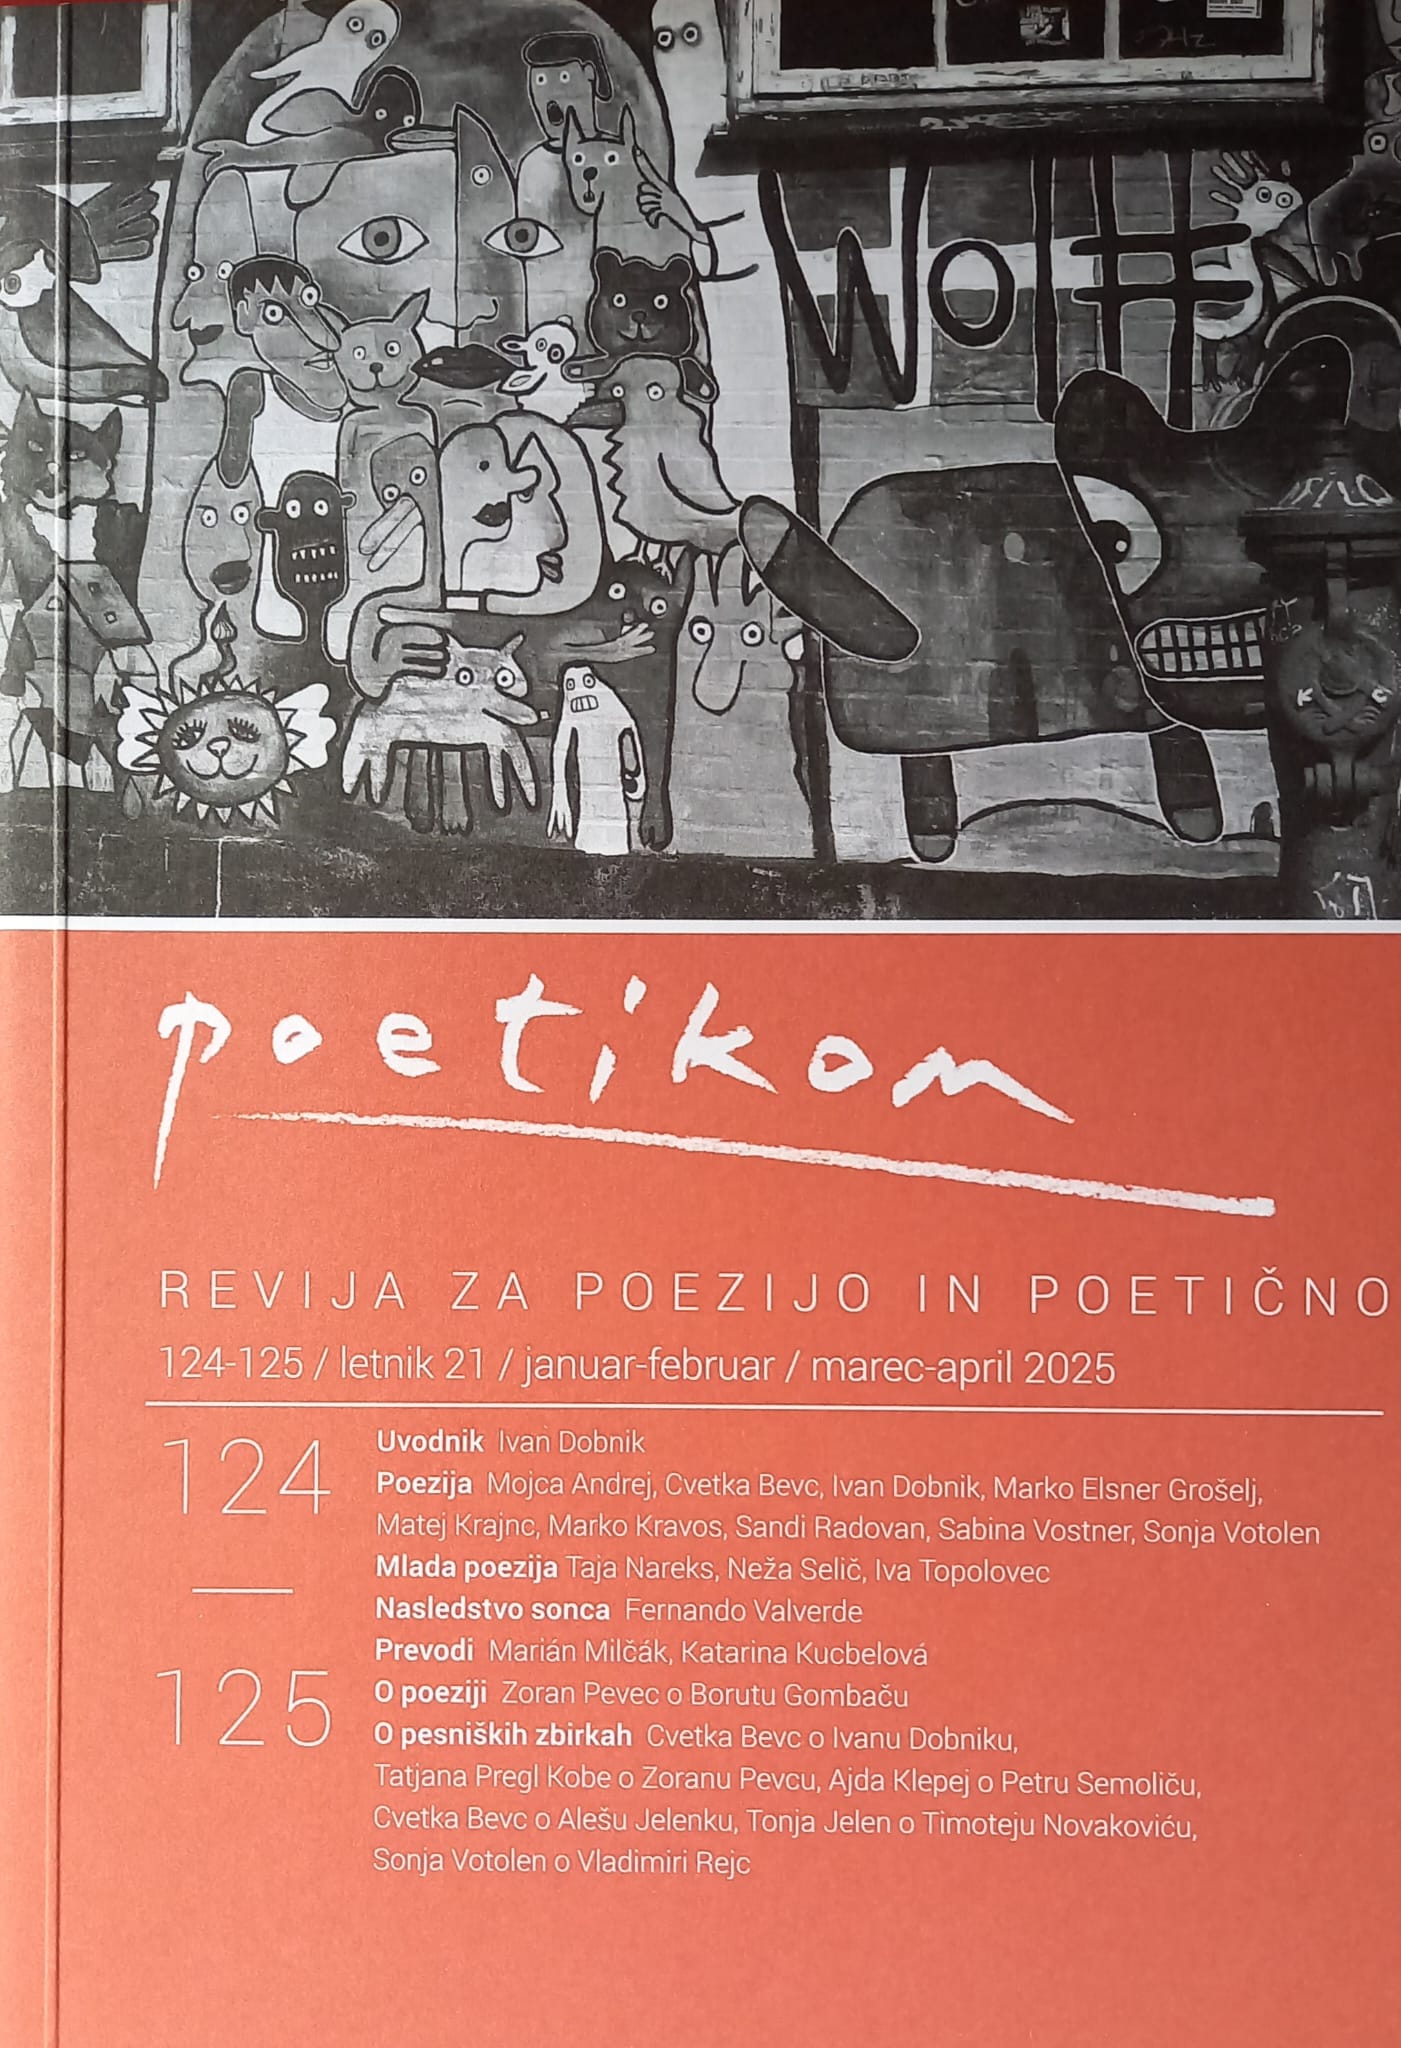 WOH
poetikon
REVIJA ZA POEZIJO IN POETIČNO
124-125 / letnik 21 / januar-februar / marec-april 2025
124
125
Uvodnik Ivan Dobnik
Poezija Mojca Andrej, Cvetka Bevc, Ivan Dobnik, Marko Elsner Grošelj,
Matej Krajnc, Marko Kravos, Sandi Radovan, Sabina Vostner, Sonja Votolen
Mlada poezija Taja Nareks, Neža Selič, Iva Topolovec
Nasledstvo sonca Fernando Valverde
Prevodi Marián Milčák, Katarina Kucbelová
O poeziji Zoran Pevec o Borutu Gombaču
O pesniških zbirkah Cvetka Bevc o Ivanu Dobniku,
Tatjana Pregl Kobe o Zoranu Pevcu, Ajda Klepej o Petru Semoliču,
Cvetka Bevc o Alešu Jelenku, Tonja Jelen o Timoteju Novakoviću,
Sonja Votolen o Vladimiri Rejc